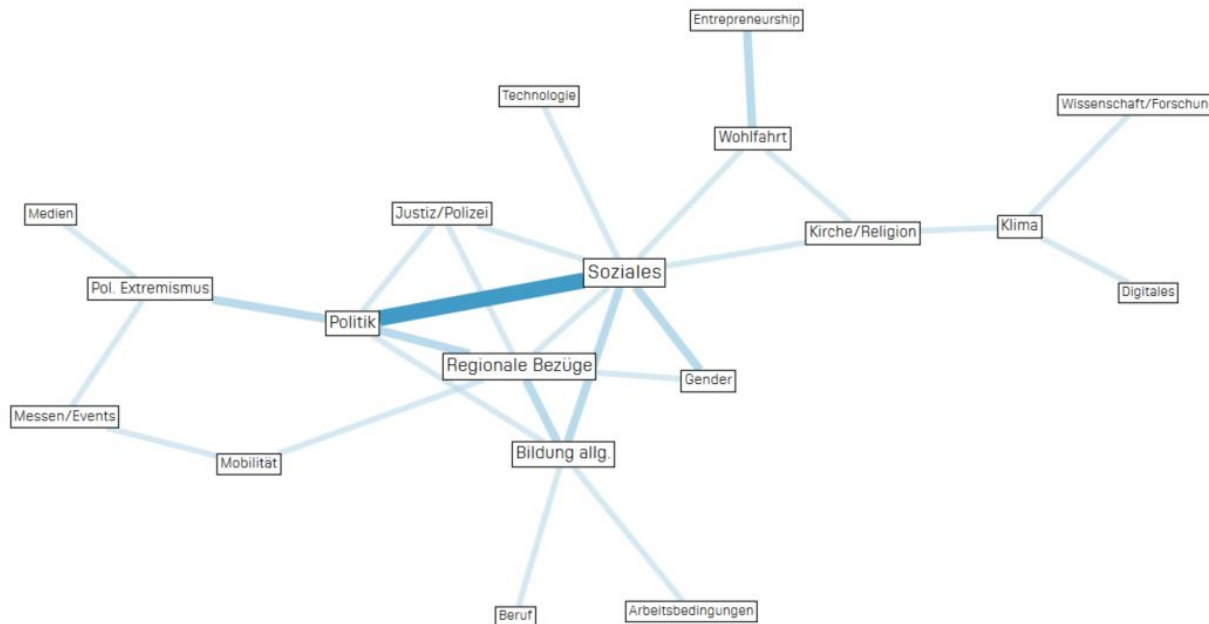 Entrepreneurship
Technologie
Wissenschaft/Forschun
Wohlfahrt
Medien
Justiz/Polizei
Kirche/Religion
Klima
Soziales
Pol. Extremismus
Digitales
Politik
Regionale Bezüge
Gender
Messen/Events
Bildung allg.
Mobilität
Beruf
Arbeitsbedingungen